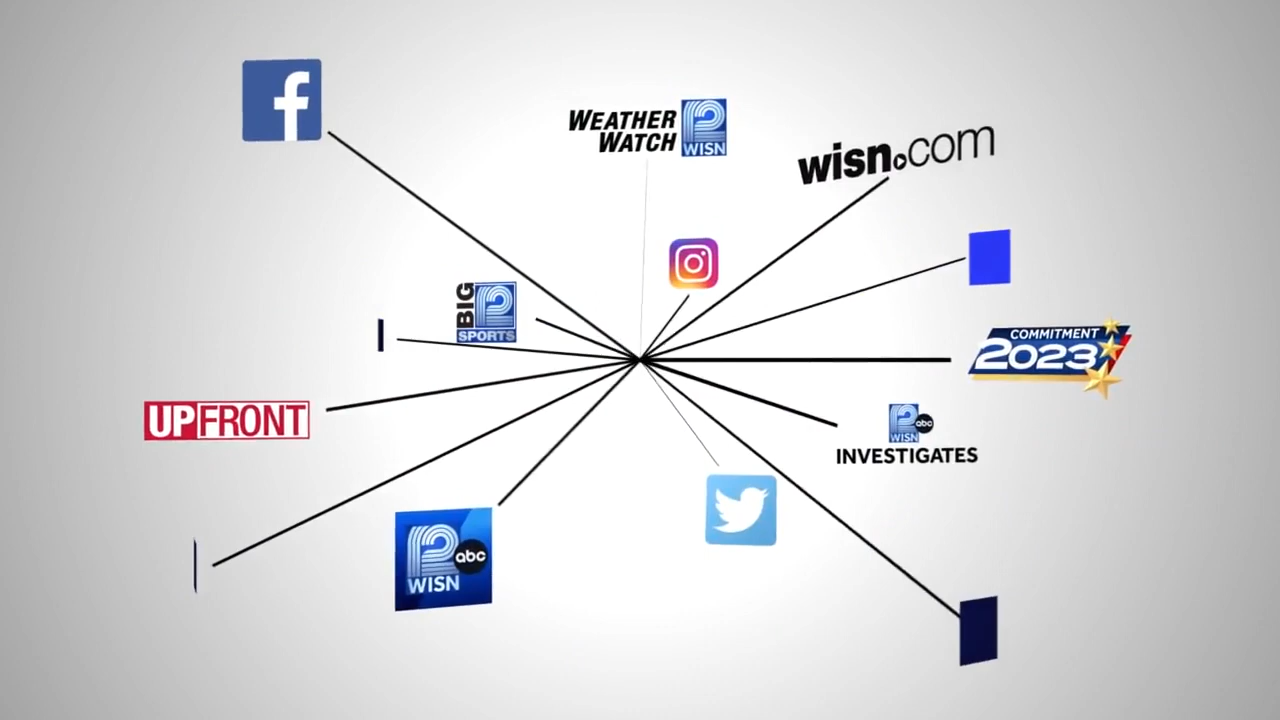 WEATHER
WATCH
12
WISN
wisn.com
BIG
12
SPORTS
COMMITMENT
2023
UPFRONT
12
WISN
abc
INVESTIGATES
12
abc
WISN